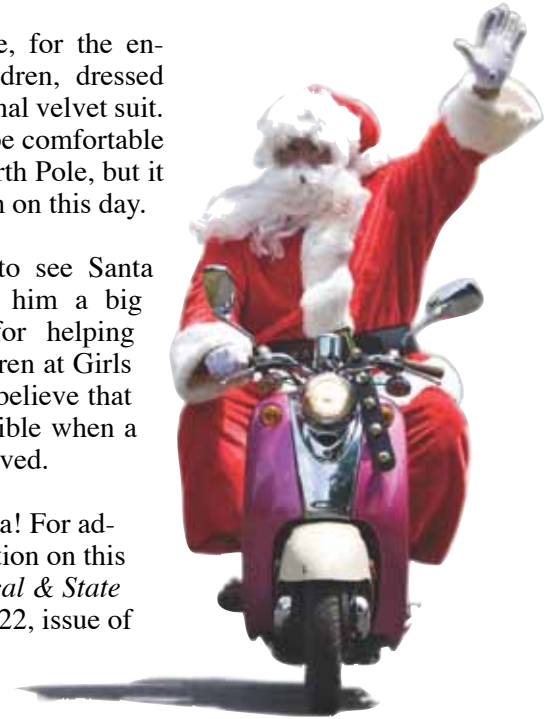 e, for the en-
dren, dressed
nal velvet suit.
be comfortable
rth Pole, but it
n on this day.
to see Santa
him a big
for helping
ren at Girls
believe that
ible when a
ved.
a! For ad-
tion on this
cal & State
22, issue of